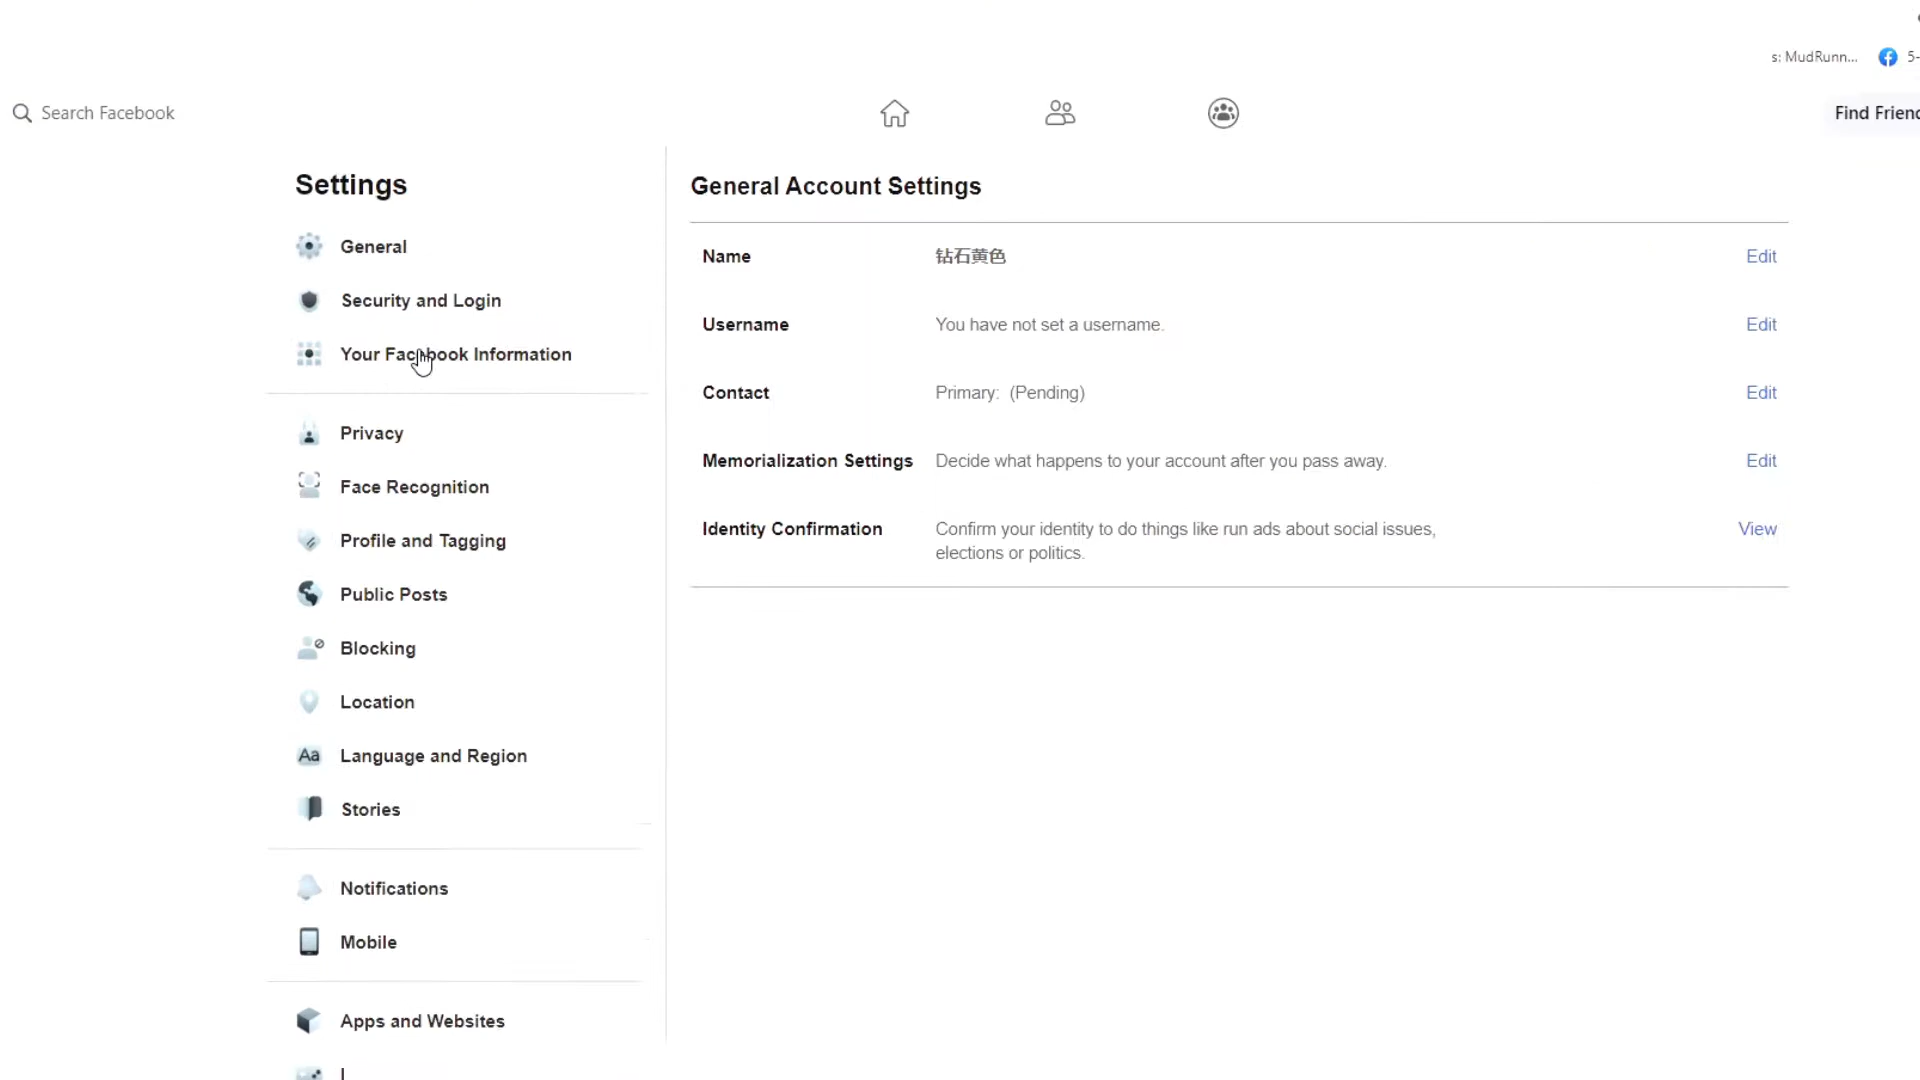 s: MudRunn...
5-
Search Facebook
Find Friend
Settings
General
Security and Login
Your Facebook Information
Privacy
Face Recognition
Profile and Tagging
Public Posts
Blocking
Location
Aa Language and Region
Stories
Notifications
Mobile
Apps and Websites
General Account Settings
Name 钻石黄色 Edit
Username You have not set a username. Edit
Contact Primary: (Pending) Edit
Memorialization Settings Decide what happens to your account after you pass away. Edit
Identity Confirmation Confirm your identity to do things like run ads about social issues, View
elections or politics.